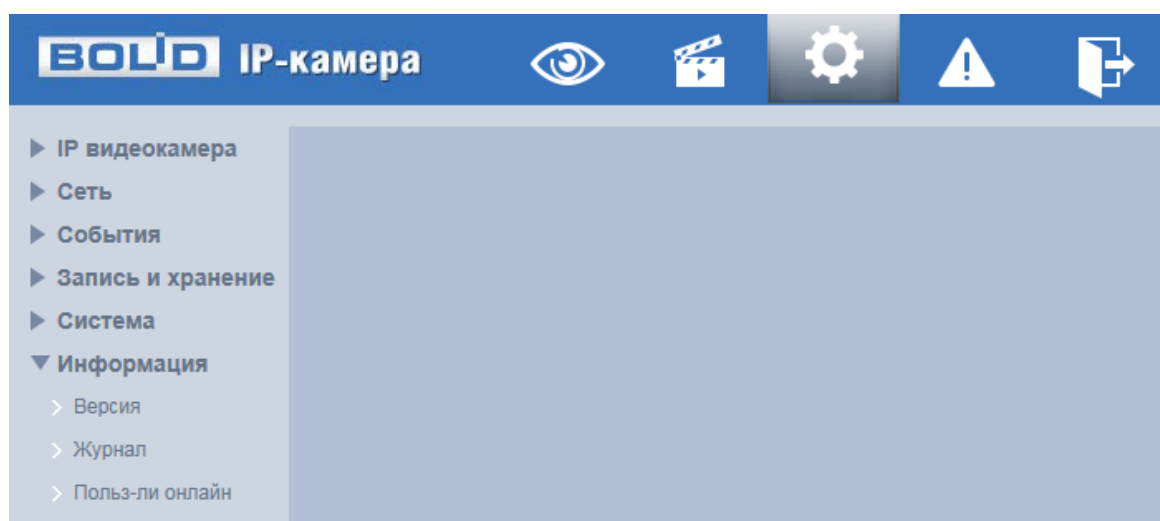 BOLID IP-камера
IP видеокамера
Сеть
События
Запись и хранение
Система
Информация
Версия
Журнал
Польз-ли онлайн